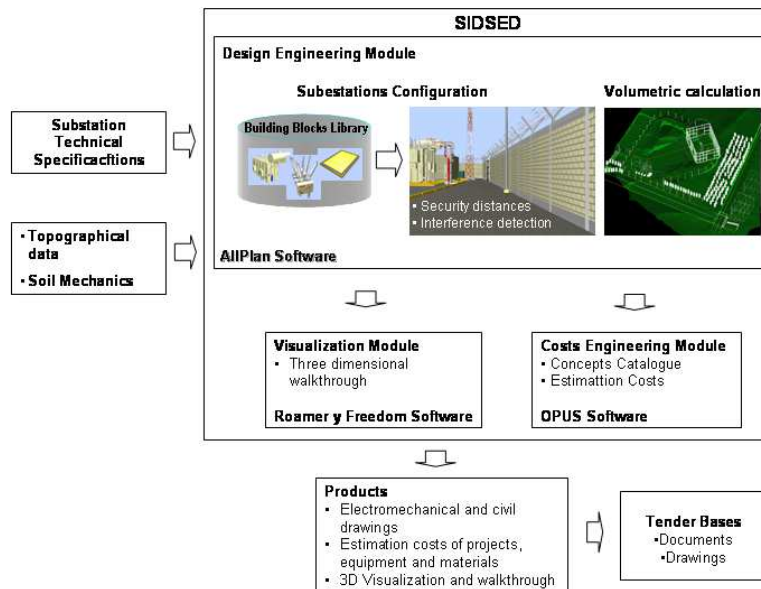 SIDSED
Design Engineering Module
Subestations Configuration
Volumetric calculation
Building Blocks Library
• Security distances
• Interference detection
AllPlan Software
Substation
Technical
Specificacftions
• Topographical
data
• Soil Mechanics
Visualization Module
• Three dimensional
walkthrough
Roamer y Freedom Software
Costs Engineering Module
• Concepts Catalogue
• Estimattion Costs
OPUS Software
Products
• Electromechanical and civil
drawings
• Estimation costs of projects,
equipment and materials
• 3D Visualization and walkthrough
Tender Bases
•Documents
•Drawings